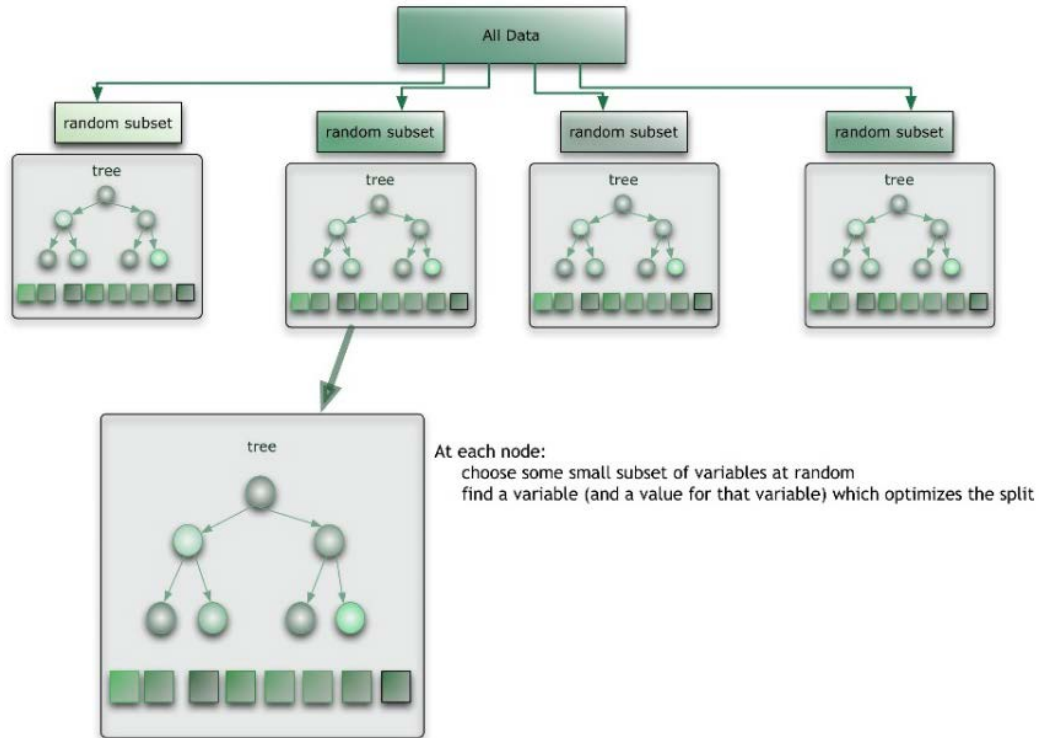 All Data
random subset
random subset
random subset
random subset
tree
tree
tree
tree
tree
At each node:
choose some small subset of variables at random
find a variable (and a value for that variable) which optimizes the split